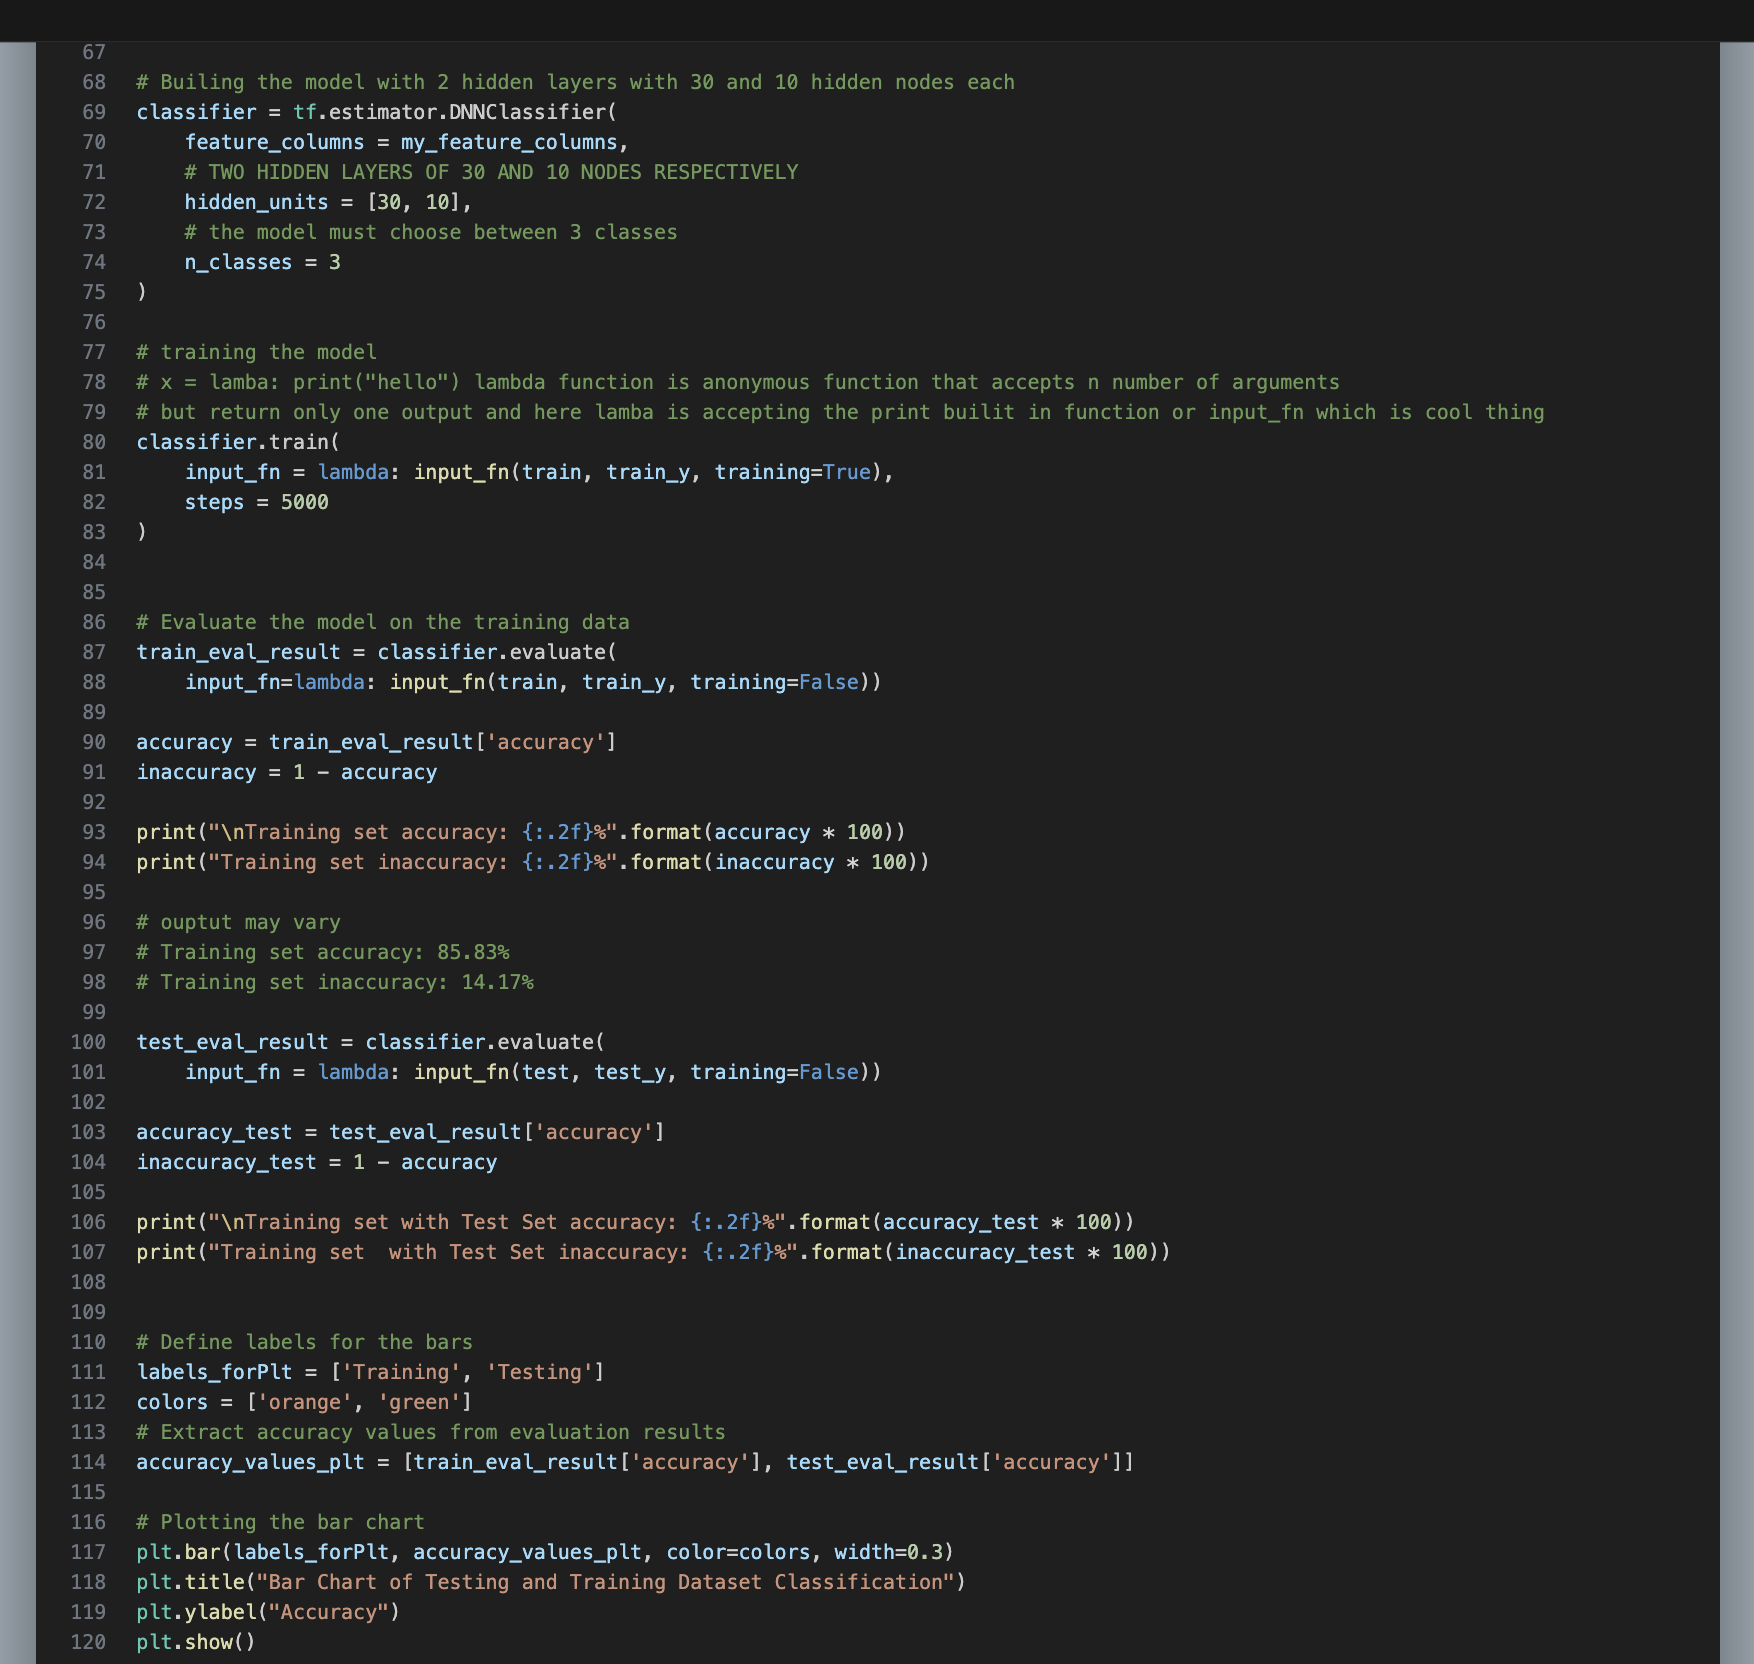 67
68 # Builing the model with 2 hidden layers with 30 and 10 hidden nodes each
69 classifier = tf.estimator.DNNClassifier(
70     feature_columns = my_feature_columns,
71     # TWO HIDDEN LAYERS OF 30 AND 10 NODES RESPECTIVELY
72     hidden_units = [30, 10],
73     # the model must choose between 3 classes
74     n_classes = 3
75 )
76
77 # training the model
78 # x = lamba: print("hello") lambda function is anonymous function that accepts n number of arguments
79 # but return only one output and here lamba is accepting the print builit in function or input_fn which is cool thing
80 classifier.train(
81     input_fn = lambda: input_fn(train, train_y, training=True),
82     steps = 5000
83 )
84
85
86 # Evaluate the model on the training data
87 train_eval_result = classifier.evaluate(
88     input_fn=lambda: input_fn(train, train_y, training=False))
89
90 accuracy = train_eval_result['accuracy']
91 inaccuracy = 1 - accuracy
92
93 print("\nTraining set accuracy: {:.2f}%".format(accuracy * 100))
94 print("Training set inaccuracy: {:.2f}%".format(inaccuracy * 100))
95
96 # ouptut may vary
97 # Training set accuracy: 85.83%
98 # Training set inaccuracy: 14.17%
99
100 test_eval_result = classifier.evaluate(
101     input_fn = lambda: input_fn(test, test_y, training=False))
102
103 accuracy_test = test_eval_result['accuracy']
104 inaccuracy_test = 1 - accuracy
105
106 print("\nTraining set with Test Set accuracy: {:.2f}%".format(accuracy_test * 100))
107 print("Training set  with Test Set inaccuracy: {:.2f}%".format(inaccuracy_test * 100))
108
109
110 # Define labels for the bars
111 labels_forPlt = ['Training', 'Testing']
112 colors = ['orange', 'green']
113 # Extract accuracy values from evaluation results
114 accuracy_values_plt = [train_eval_result['accuracy'], test_eval_result['accuracy']]
115
116 # Plotting the bar chart
117 plt.bar(labels_forPlt, accuracy_values_plt, color=colors, width=0.3)
118 plt.title("Bar Chart of Testing and Training Dataset Classification")
119 plt.ylabel("Accuracy")
120 plt.show()